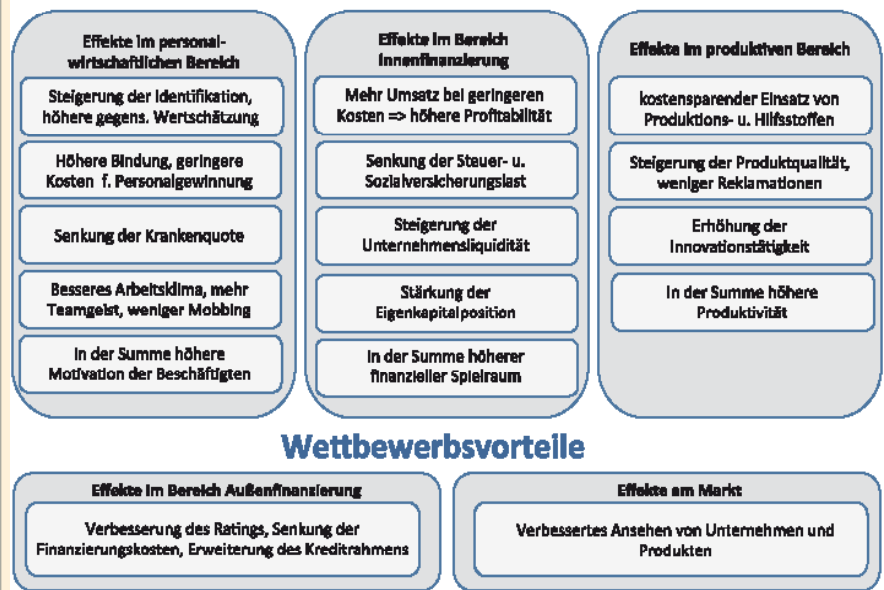 Effekte im personal-
wirtschaftlichen Bereich
Steigerung der Identifikation,
höhere gegens. Wertschätzung
Höhere Bindung, geringere
Kosten f. Personalgewinnung
Senkung der Krankenquote
Besseres Arbeitsklima, mehr
Teamgeist, weniger Mobbing
In der Summe höhere
Motivation der Beschäftigten
Effekte im Bereich
Innenfinanzierung
Mehr Umsatz bei geringeren
Kosten => höhere Profitabilität
Senkung der Steuer- u.
Sozialversicherungslast
Steigerung der
Unternehmensliquidität
Stärkung der
Eigenkapitalposition
In der Summe höherer
finanzieller Spielraum
Effekte im produktiven Bereich
kostensparender Einsatz von
Produktions- u. Hilfsstoffen
Steigerung der Produktqualität,
weniger Reklamationen
Erhöhung der
Innovationstätigkeit
In der Summe höhere
Produktivität
Wettbewerbsvorteile
Effekte im Bereich Außenfinanzierung
Verbesserung des Ratings, Senkung der
Finanzierungskosten, Erweiterung des Kreditrahmens
Effekte am Markt
Verbessertes Ansehen von Unternehmen und
Produkten